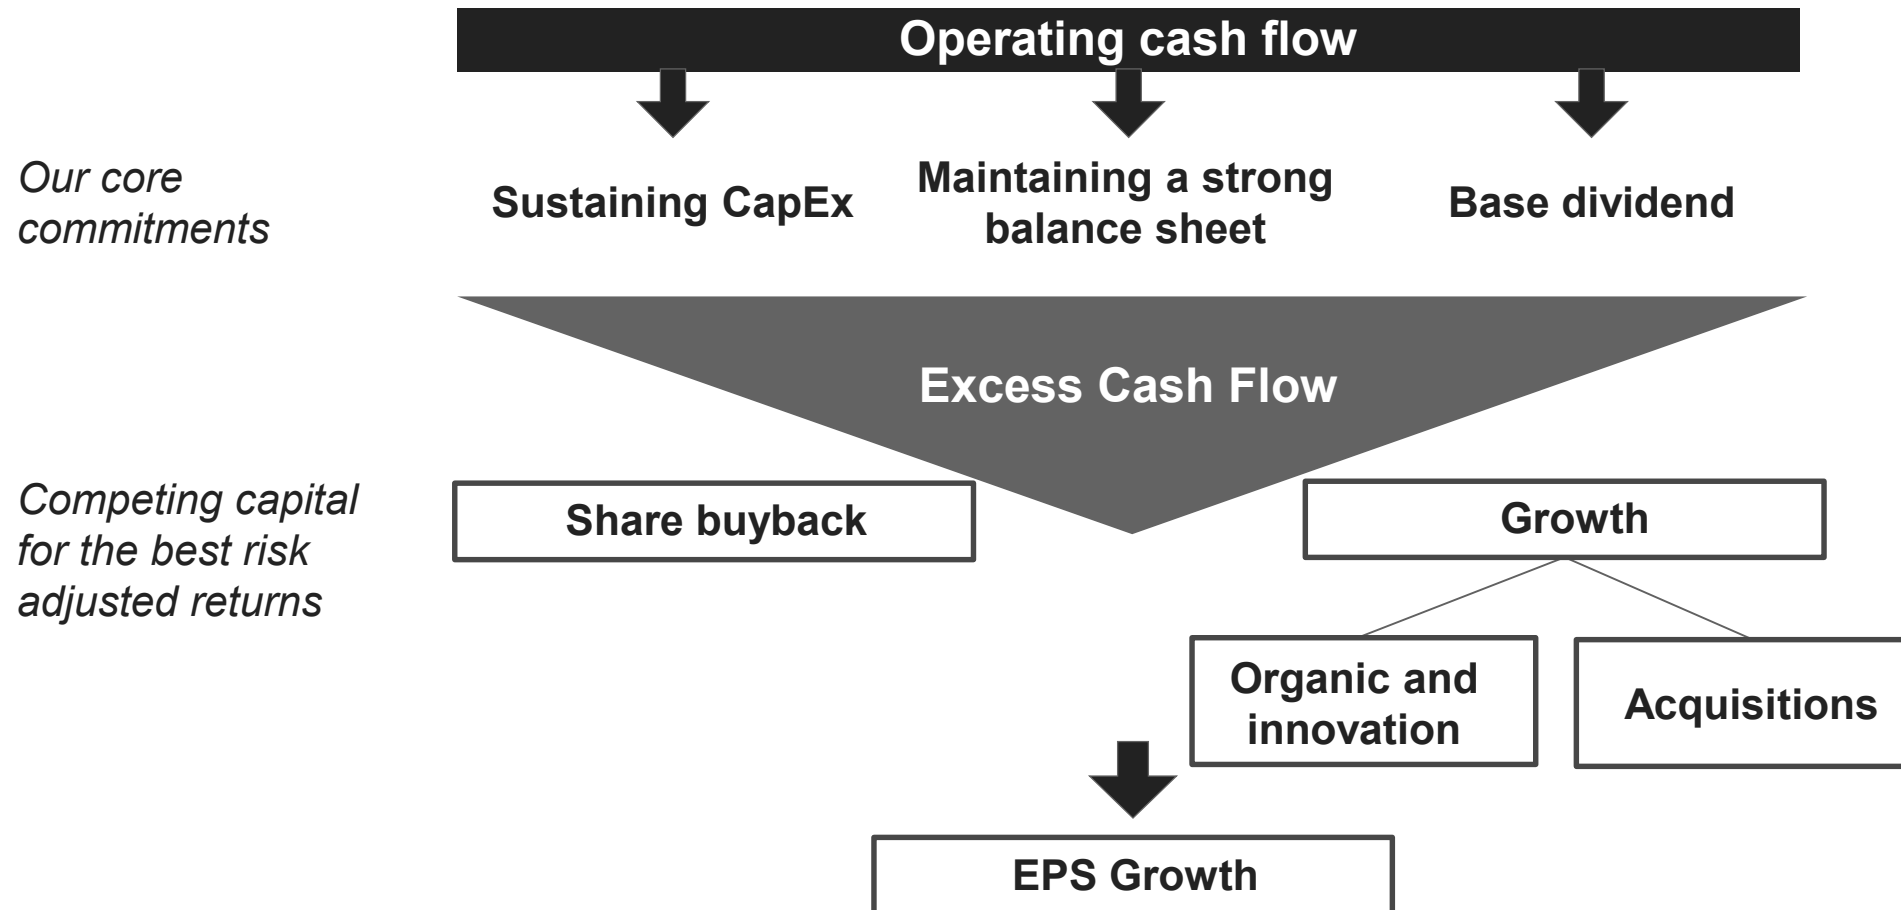 Operating cash flow
Our core
commitments
Sustaining CapEx
Maintaining a strong
balance sheet
Base dividend
Excess Cash Flow
Competing capital
for the best risk
adjusted returns
Share buyback
Growth
Organic and
innovation
Acquisitions
EPS Growth